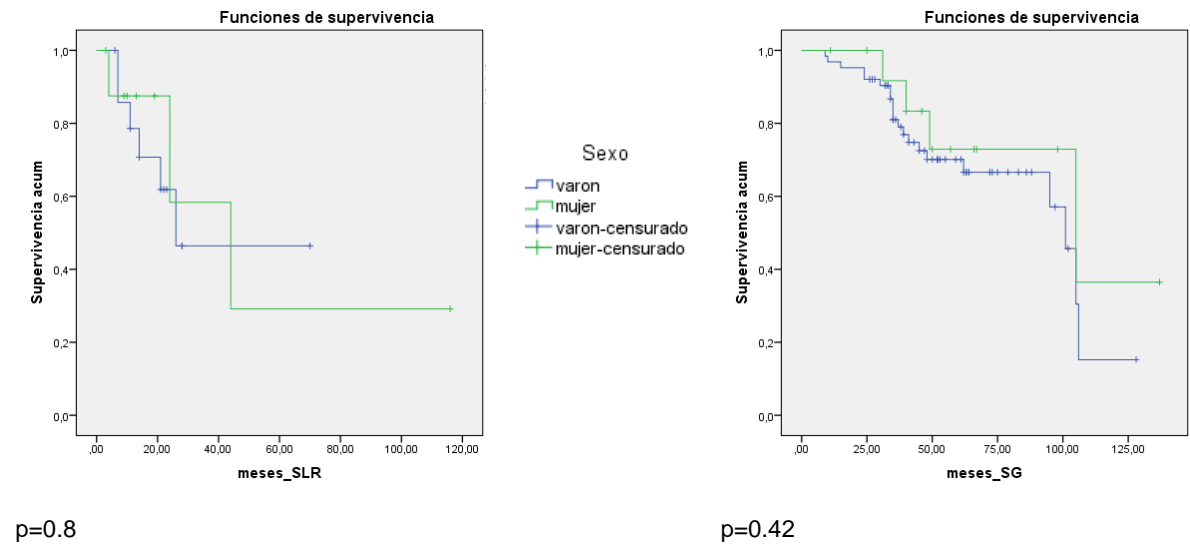 Funciones de supervivencia
Supervivencia acum
1,0
0,8
0,6
0,4
0,2
0,0
,00 20,00 40,00 60,00 80,00 100,00 120,00
meses_SLR
p=0.8
Sexo
varon
mujer
varon-censurado
mujer-censurado
Funciones de supervivencia
Supervivencia acum
1,0
0,8
0,6
0,4
0,2
0,0
,00 25,00 50,00 75,00 100,00 125,00
meses_SG
p=0.42